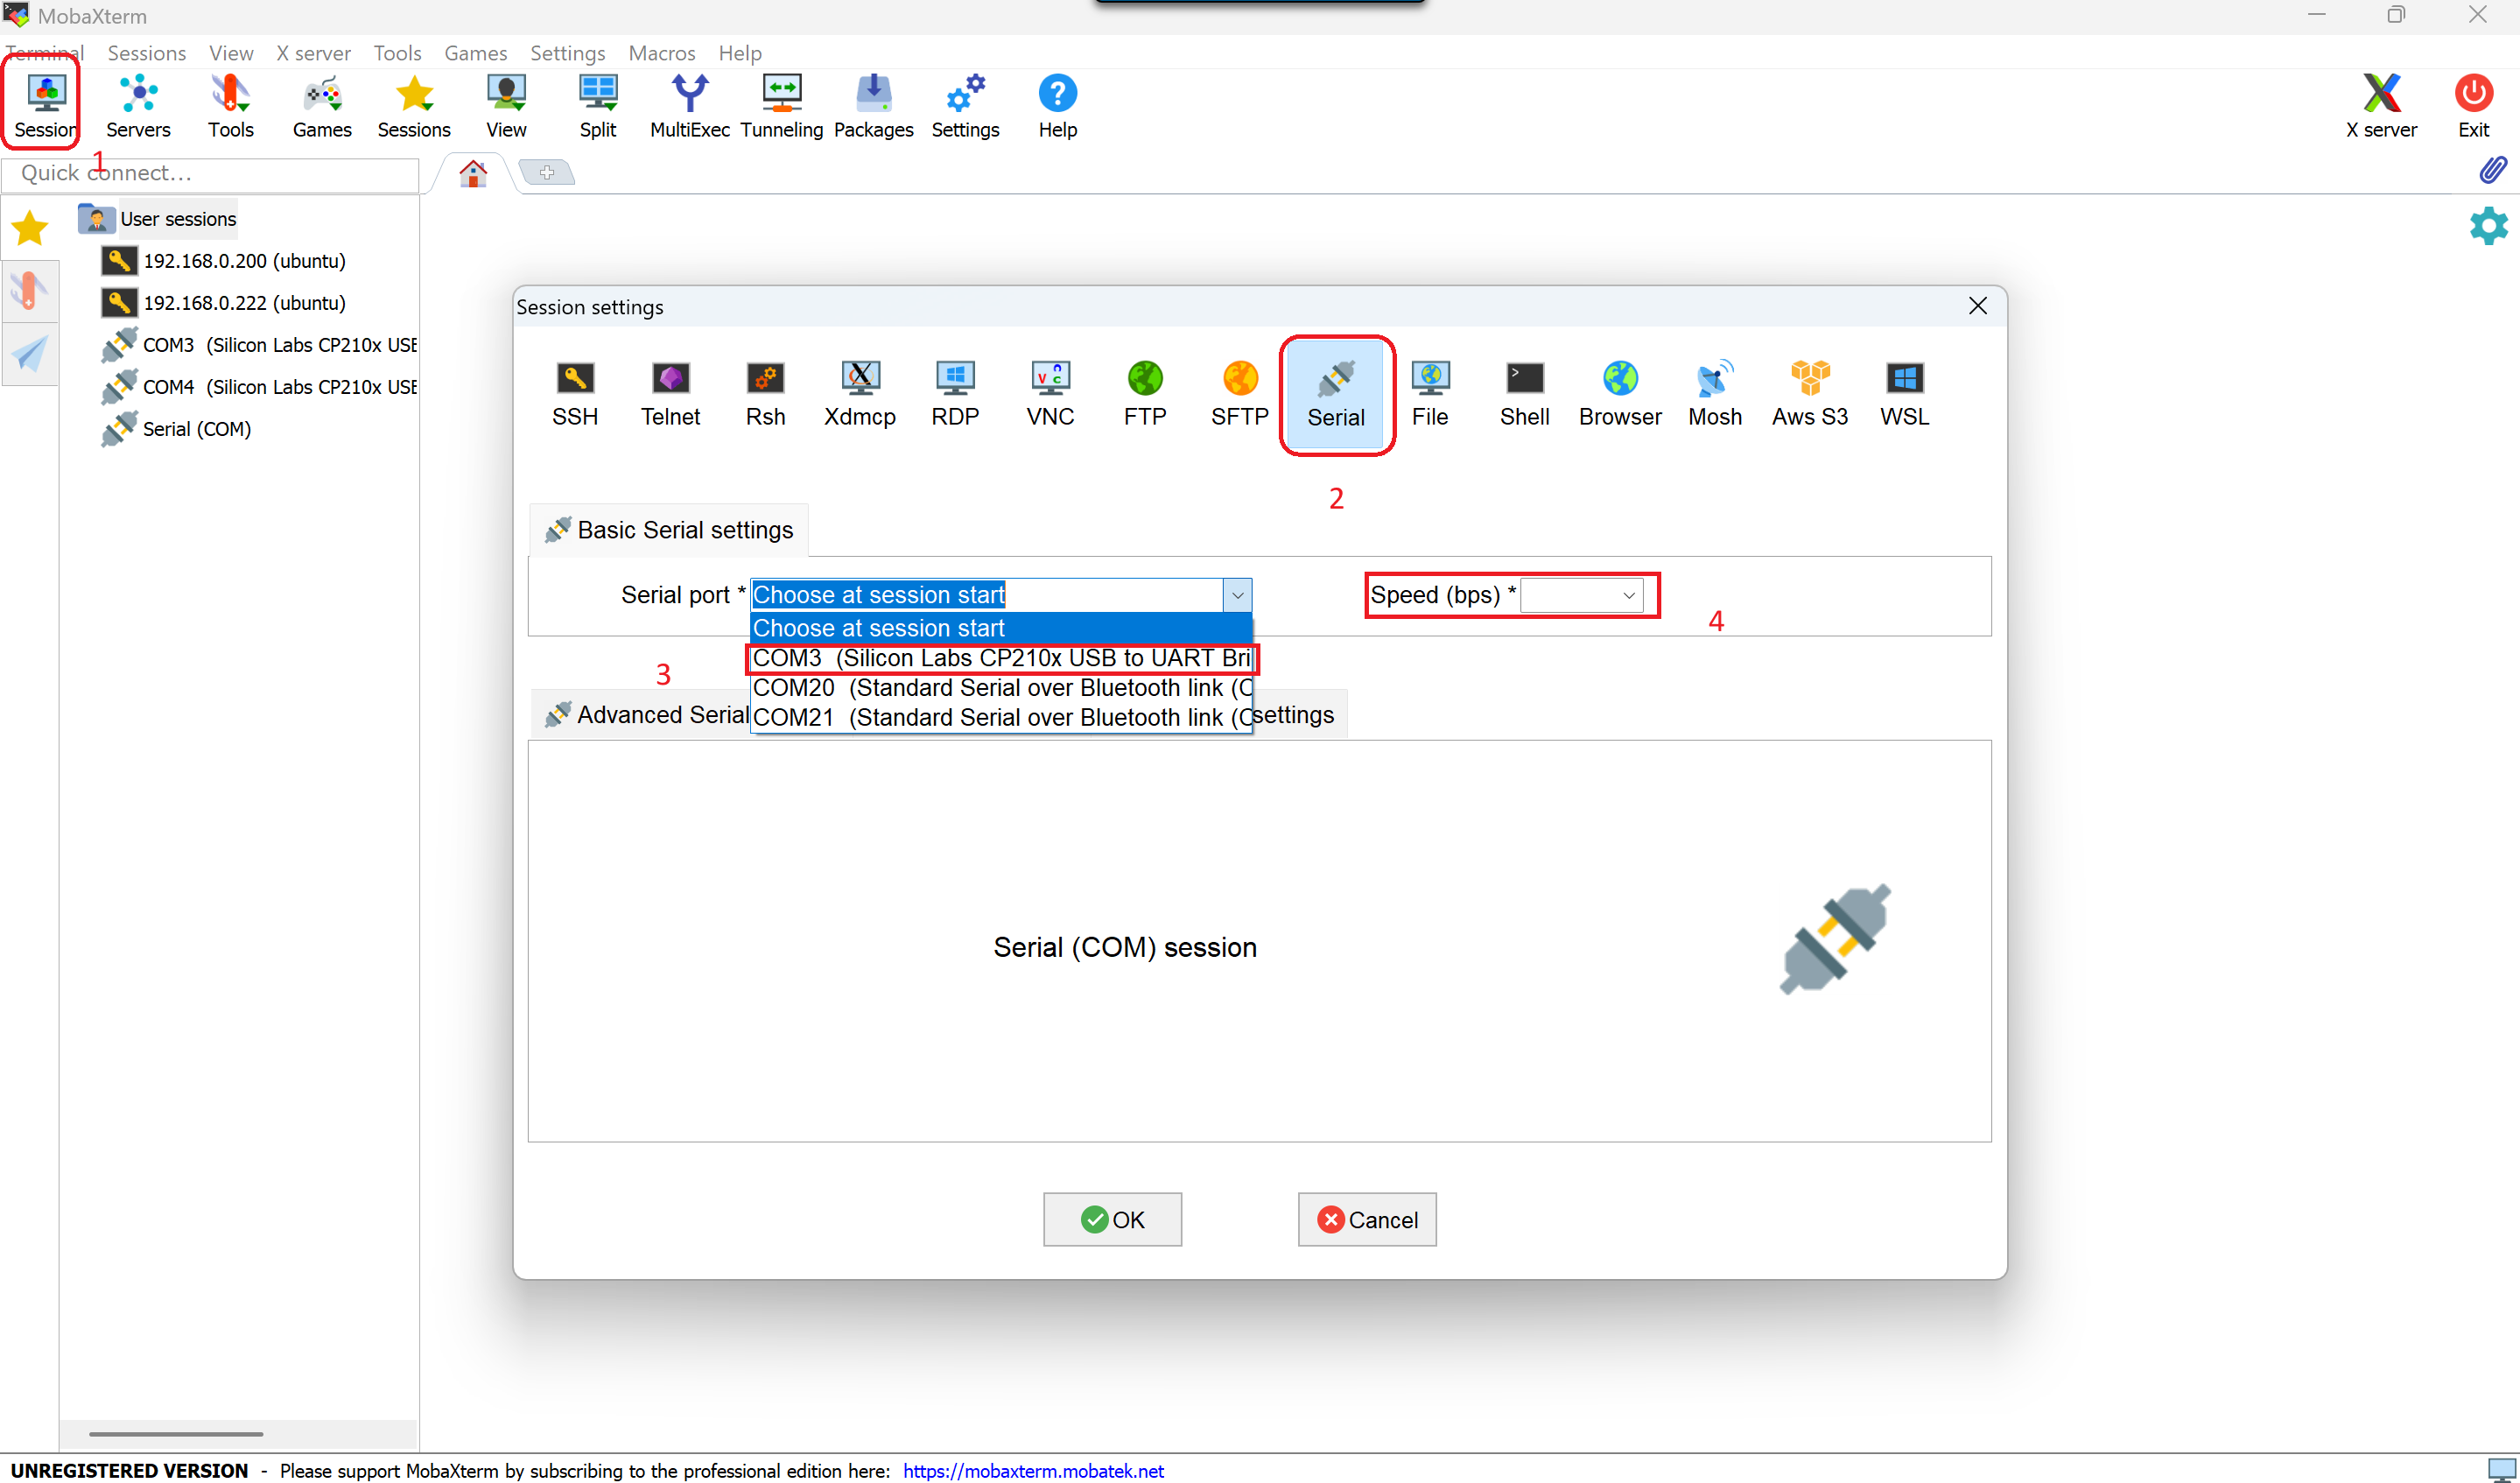 MobaXterm
Terminal Sessions View X server Tools Games Settings Macros Help
Session Servers Tools Games Sessions View Split MultiExec Tunneling Packages Settings Help X server Exit
1
Quick connect...
User sessions
192.168.0.200 (ubuntu)
192.168.0.222 (ubuntu)
COM3 (Silicon Labs CP210x USB
COM4 (Silicon Labs CP210x USB
Serial (COM)
Session settings
SSH Telnet Rsh Xdmcp RDP VNC FTP SFTP Serial File Shell Browser Mosh Aws S3 WSL
2
Basic Serial settings
Serial port * Choose at session start Speed (bps) *
4
Choose at session start
3
COM3 (Silicon Labs CP210x USB to UART Bri
COM20 (Standard Serial over Bluetooth link (C
COM21 (Standard Serial over Bluetooth link (C
Advanced Serial settings
Serial (COM) session
OK Cancel
UNREGISTERED VERSION - Please support MobaXterm by subscribing to the professional edition here: https://mobaxterm.mobatek.net